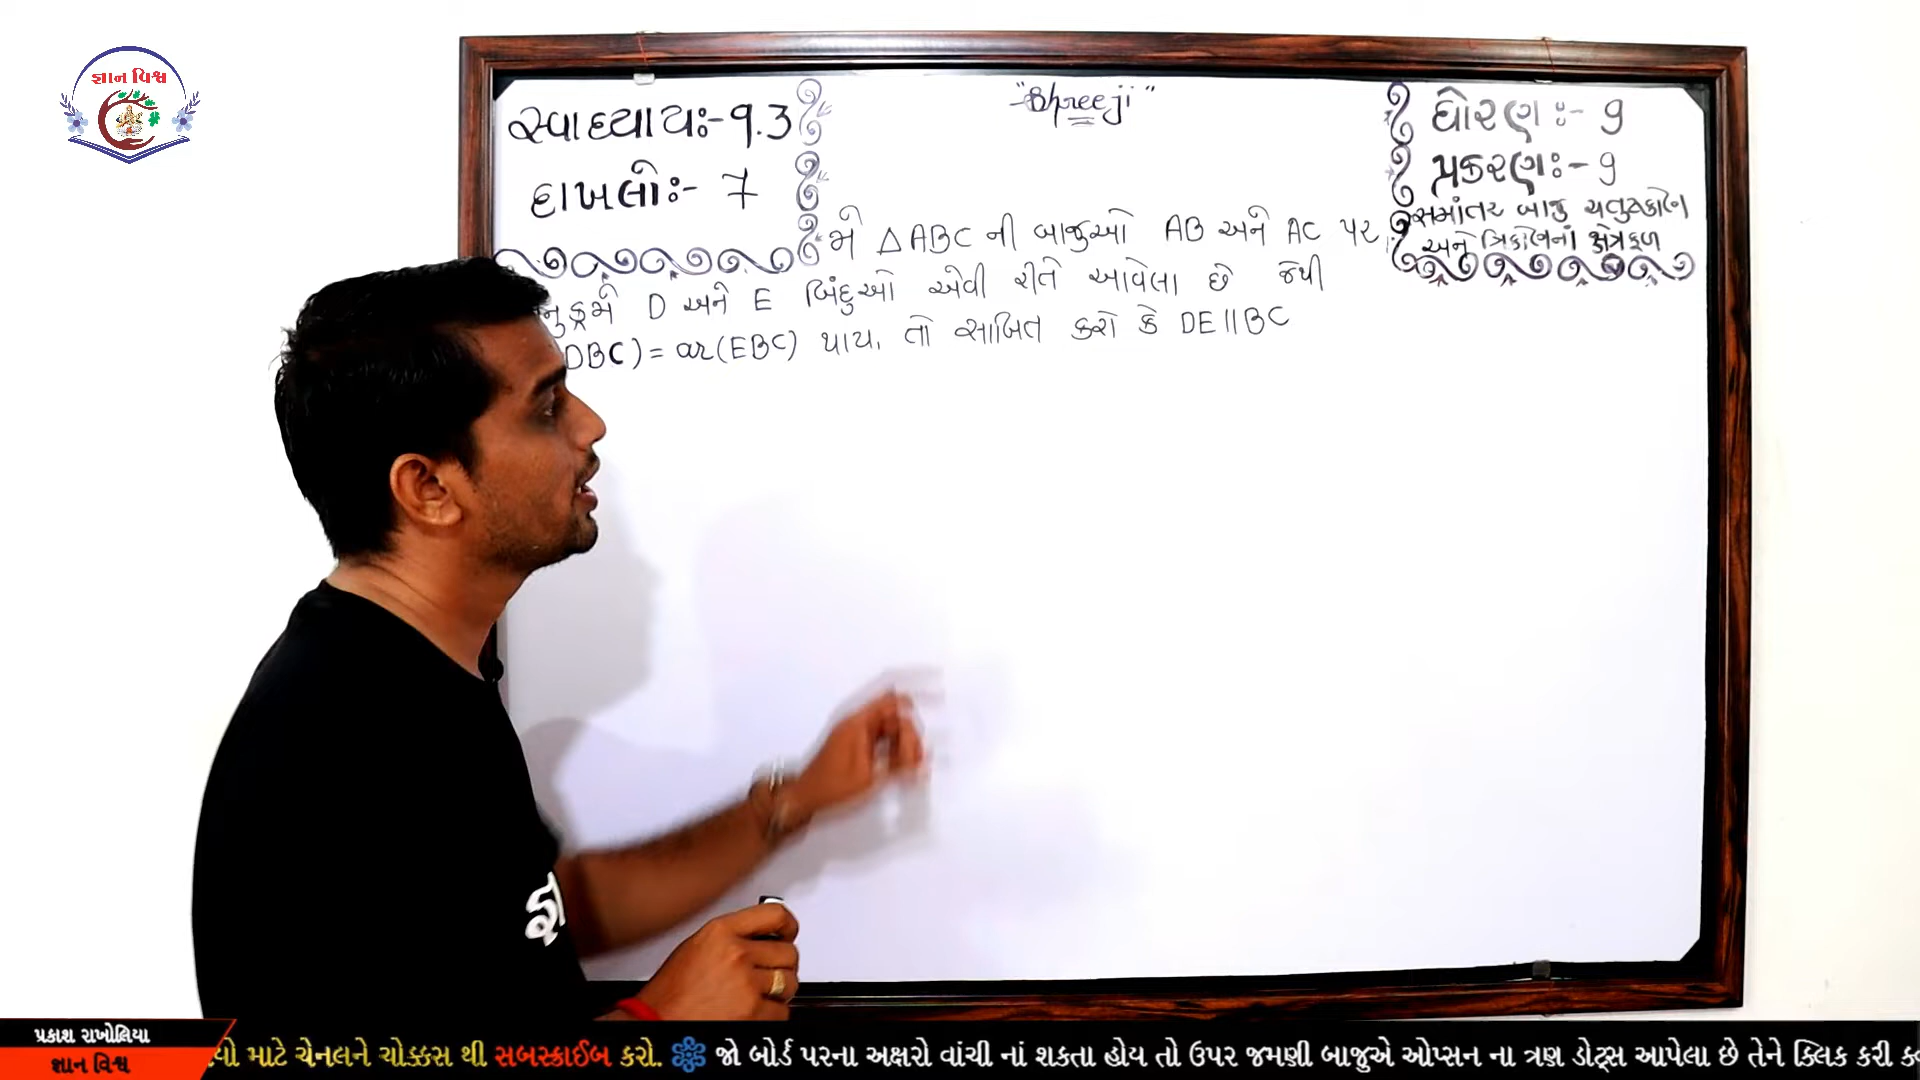 જ્ઞાન વિશ્વ
સ્વાધ્યાયઃ- ૧.3
દાખલોઃ- 7
"Shreeji"
ધોરણઃ- 9
પ્રકરણઃ- 9
સમાંતર બાજુ ચતુષ્કોણ
અને ત્રિકોણનાં ક્ષેત્રફળ
જો △ABC ની બાજુઓ AB અને AC પર
નુક્રમે D અને E બિંદુઓ એવી રીતે આવેલા છે જેથી
DBC) = ar(EBC) થાય. તો સાબિત કરો કે DE||BC
જ્ઞ
પ્રકાશ રાખોલિયા
જ્ઞાન વિશ્વ
માટે ચેનલને ચોક્કસ થી સબસ્ક્રાઈબ કરો. જો બોર્ડ પરના અક્ષરો વાંચી નાં શકતા હોય તો ઉપર જમણી બાજુએ ઓપ્સન ના ત્રણ ડોટ્સ આપેલા છે તેને ક્લિક કરી